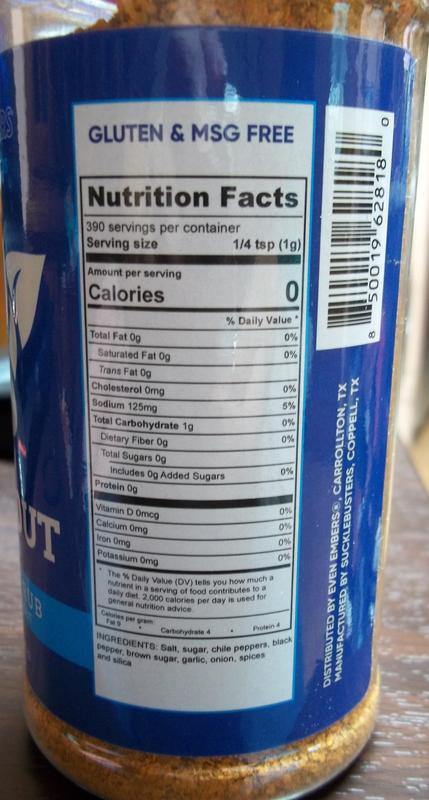 GLUTEN & MSG FREE
Nutrition Facts
390 servings per container
Serving size 1/4 tsp (1g)
Amount per serving
Calories 0
% Daily Value *
Total Fat 0g 0%
Saturated Fat 0g 0%
Trans Fat 0g
Cholesterol 0mg 0%
Sodium 125mg 5%
Total Carbohydrate 1g 0%
Dietary Fiber 0g 0%
Total Sugars 0g
Includes 0g Added Sugars 0%
Protein 0g
Vitamin D 0mcg 0%
Calcium 0mg 0%
Iron 0mg 0%
Potassium 0mg 0%
* The % Daily Value (DV) tells you how much a
nutrient in a serving of food contributes to a
daily diet. 2,000 calories per day is used for
general nutrition advice.
Calories per gram:
Fat 9 • Carbohydrate 4 • Protein 4
INGREDIENTS: Salt, sugar, chile peppers, black
pepper, brown sugar, garlic, onion, spices
and silica
8 50019 62818 0
DISTRIBUTED BY EVEN EMBERS®, CARROLLTON, TX
MANUFACTURED BY SUCKLEBUSTERS, COPPELL, TX
UT
UB